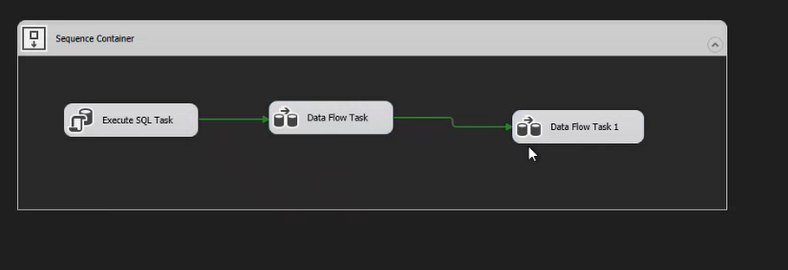 Sequence Container
Execute SQL Task
Data Flow Task
Data Flow Task 1